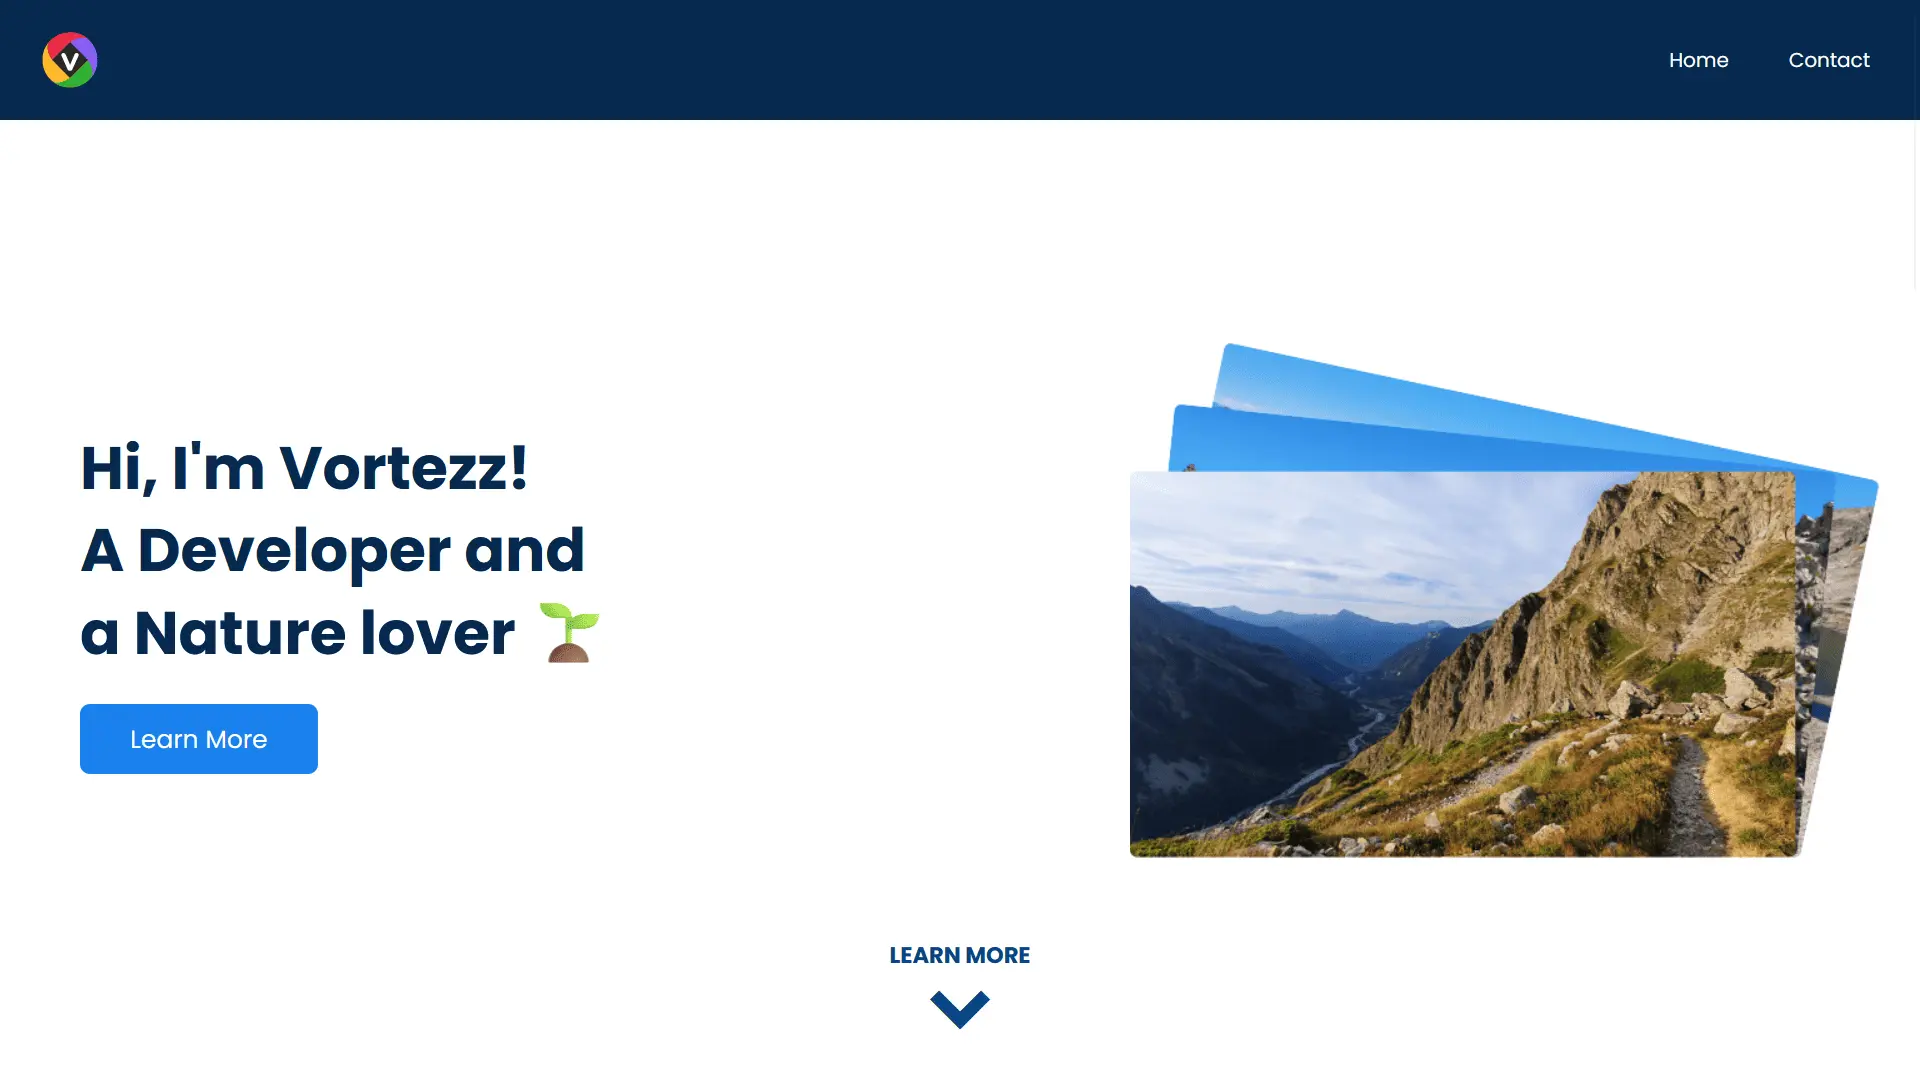 V
Home
Contact
Hi, I'm Vortezz!
A Developer and
a Nature lover 🌱
Learn More
LEARN MORE